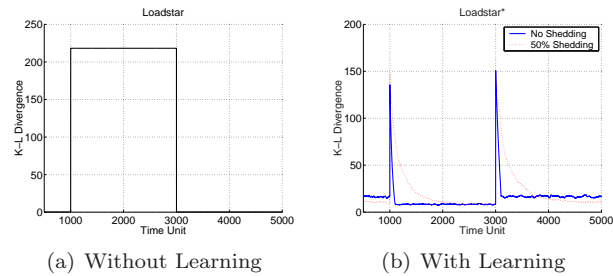 Loadstar
K-L Divergence
250
200
150
100
50
0
1000 2000 3000 4000 5000
Time Unit
(a) Without Learning
Loadstar*
No Shedding
50% Shedding
K-L Divergence
200
150
100
50
0
1000 2000 3000 4000 5000
Time Unit
(b) With Learning